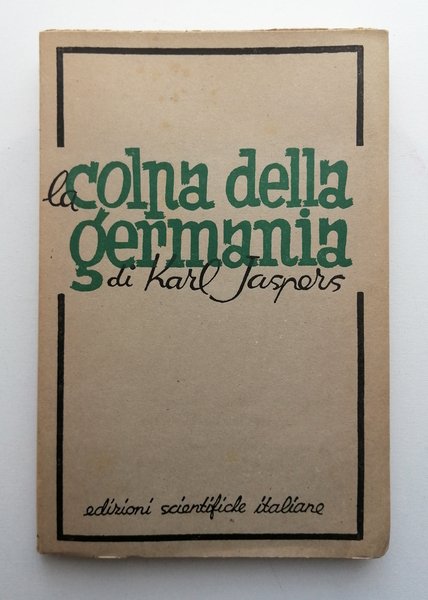 la colpa della
germania
di Karl Jaspers
edizioni scientifiche italiane